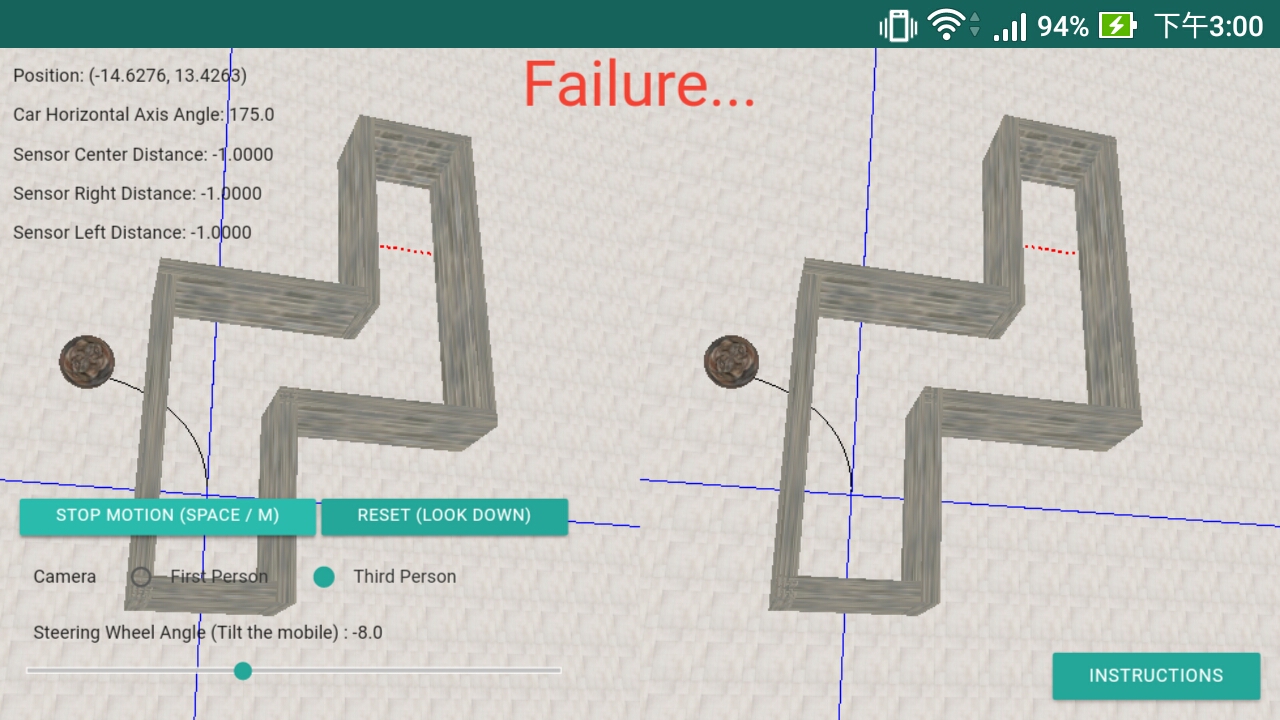 94% 下午3:00
Failure...
Position: (-14.6276, 13.4263)
Car Horizontal Axis Angle: 175.0
Sensor Center Distance: -1.0000
Sensor Right Distance: -1.0000
Sensor Left Distance: -1.0000
STOP MOTION (SPACE / M) RESET (LOOK DOWN)
Camera First Person Third Person
Steering Wheel Angle (Tilt the mobile) : -8.0
INSTRUCTIONS